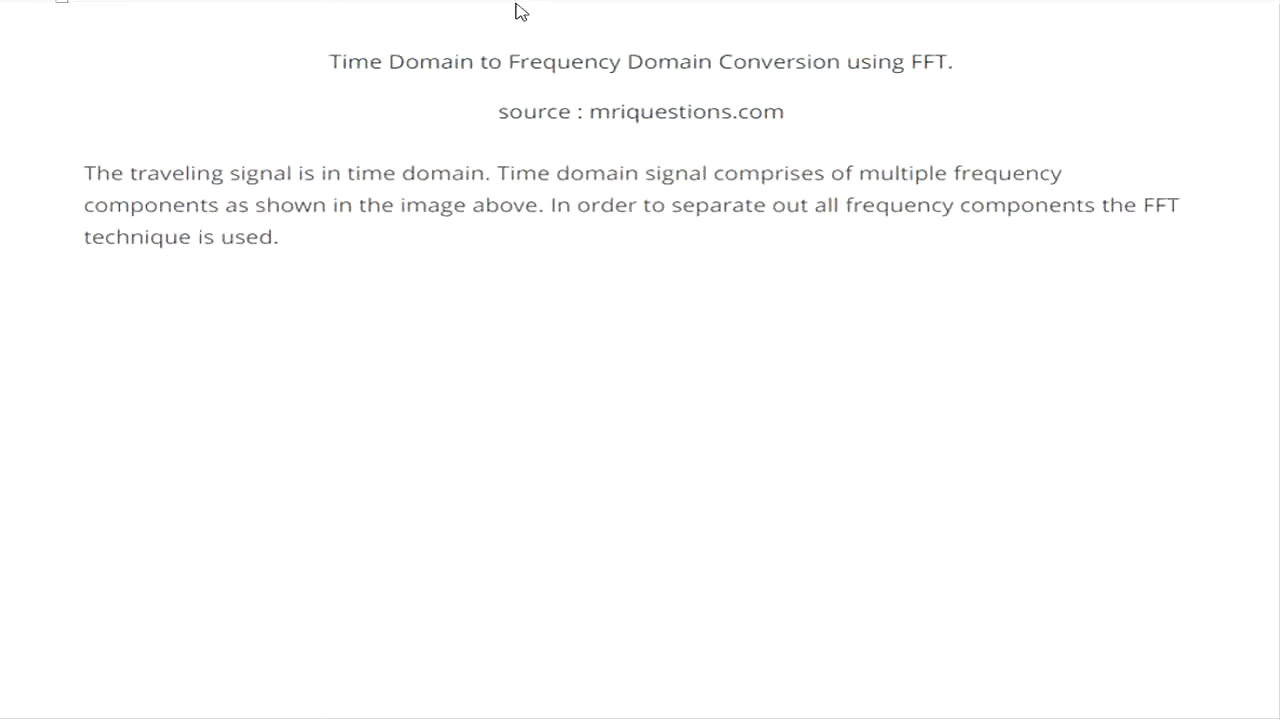 Time Domain to Frequency Domain Conversion using FFT.
source : mriquestions.com
The traveling signal is in time domain. Time domain signal comprises of multiple frequency
components as shown in the image above. In order to separate out all frequency components the FFT
technique is used.